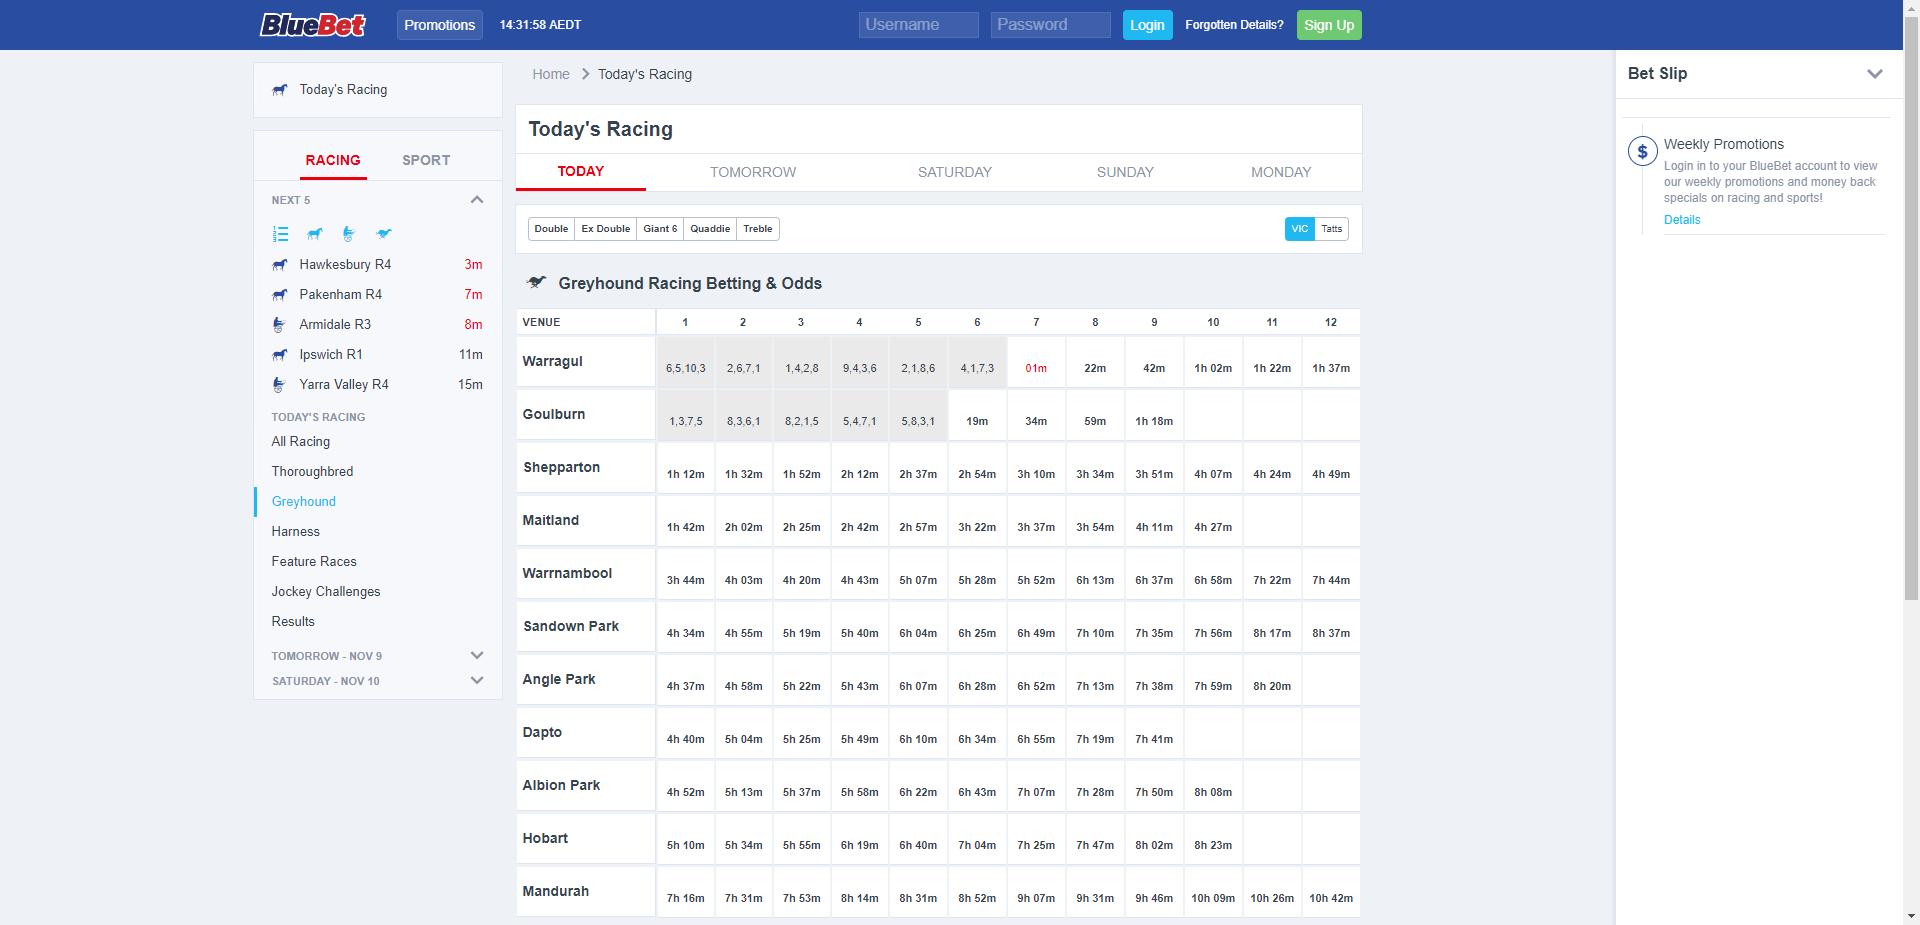 BlueBet
Promotions
14:31:58 AEDT
Username
Password
Login
Forgotten Details?
Sign Up
Today's Racing
RACING SPORT
NEXT 5
Hawkesbury R4 3m
Pakenham R4 7m
Armidale R3 8m
Ipswich R1 11m
Yarra Valley R4 15m
TODAY'S RACING
All Racing
Thoroughbred
Greyhound
Harness
Feature Races
Jockey Challenges
Results
TOMORROW - NOV 9
SATURDAY - NOV 10
Home Today's Racing
Today's Racing
TODAY TOMORROW SATURDAY SUNDAY MONDAY
Double Ex Double Giant 6 Quaddie Treble VIC Tatts
Greyhound Racing Betting & Odds
VENUE 1 2 3 4 5 6 7 8 9 10 11 12
Warragul 6,5,10,3 2,6,7,1 1,4,2,8 9,4,3,6 2,1,8,6 4,1,7,3 01m 22m 42m 1h 02m 1h 22m 1h 37m
Goulburn 1,3,7,5 8,3,6,1 8,2,1,5 5,4,7,1 5,8,3,1 19m 34m 59m 1h 18m
Shepparton 1h 12m 1h 32m 1h 52m 2h 12m 2h 37m 2h 54m 3h 10m 3h 34m 3h 51m 4h 07m 4h 24m 4h 49m
Maitland 1h 42m 2h 02m 2h 25m 2h 42m 2h 57m 3h 22m 3h 37m 3h 54m 4h 11m 4h 27m
Warrnambool 3h 44m 4h 03m 4h 20m 4h 43m 5h 07m 5h 28m 5h 52m 6h 13m 6h 37m 6h 58m 7h 22m 7h 44m
Sandown Park 4h 34m 4h 55m 5h 19m 5h 40m 6h 04m 6h 25m 6h 49m 7h 10m 7h 35m 7h 56m 8h 17m 8h 37m
Angle Park 4h 37m 4h 58m 5h 22m 5h 43m 6h 07m 6h 28m 6h 52m 7h 13m 7h 38m 7h 59m 8h 20m
Dapto 4h 40m 5h 04m 5h 25m 5h 49m 6h 10m 6h 34m 6h 55m 7h 19m 7h 41m
Albion Park 4h 52m 5h 13m 5h 37m 5h 58m 6h 22m 6h 43m 7h 07m 7h 28m 7h 50m 8h 08m
Hobart 5h 10m 5h 34m 5h 55m 6h 19m 6h 40m 7h 04m 7h 25m 7h 47m 8h 02m 8h 23m
Mandurah 7h 16m 7h 31m 7h 53m 8h 14m 8h 31m 8h 52m 9h 07m 9h 31m 9h 46m 10h 09m 10h 26m 10h 42m
Bet Slip
$
Weekly Promotions
Login in to your BlueBet account to view
our weekly promotions and money back
specials on racing and sports!
Details